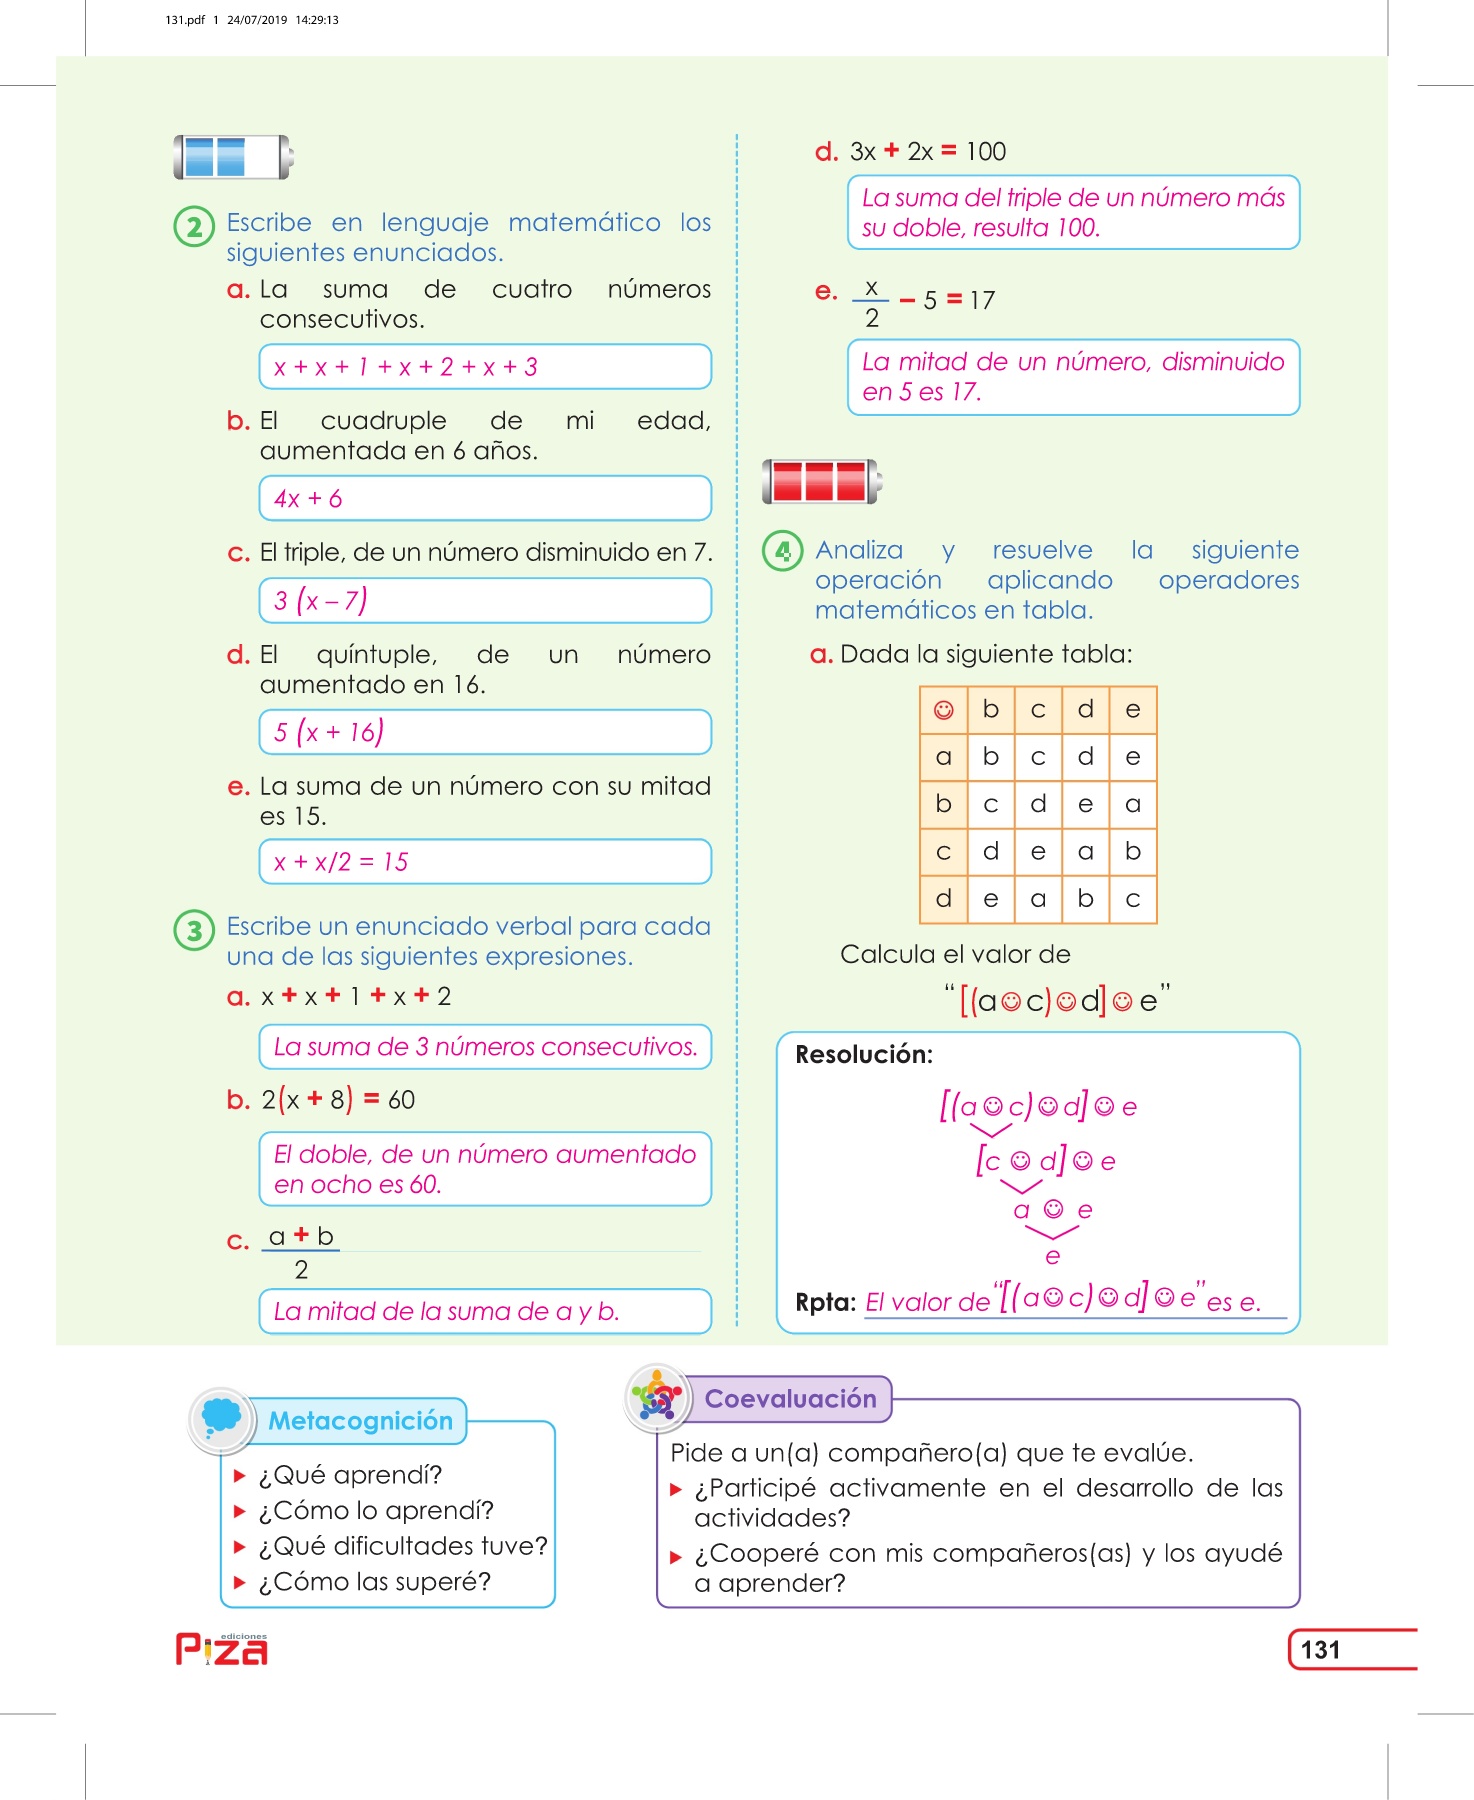 131.pdf 1 24/07/2019 14:29:13
2 Escribe en lenguaje matemático los
siguientes enunciados.
a. La suma de cuatro números
consecutivos.
x + x + 1 + x + 2 + x + 3
b. El cuadruple de mi edad,
aumentada en 6 años.
4x + 6
c. El triple, de un número disminuido en 7.
3 (x – 7)
d. El quíntuple, de un número
aumentado en 16.
5 (x + 16)
e. La suma de un número con su mitad
es 15.
x + x/2 = 15
3 Escribe un enunciado verbal para cada
una de las siguientes expresiones.
a. x + x + 1 + x + 2
La suma de 3 números consecutivos.
b. 2(x + 8) = 60
El doble, de un número aumentado
en ocho es 60.
c. a + b
2
La mitad de la suma de a y b.
d. 3x + 2x = 100
La suma del triple de un número más
su doble, resulta 100.
e. x
2
– 5 = 17
La mitad de un número, disminuido
en 5 es 17.
4 Analiza y resuelve la siguiente
operación aplicando operadores
matemáticos en tabla.
a. Dada la siguiente tabla:
☺ b c d e
a b c d e
b c d e a
c d e a b
d e a b c
Calcula el valor de
“[(a☺c)☺d]☺e”
Resolución:
[(a☺c)☺d]☺e
[c☺d]☺e
a ☺ e
e
Rpta: El valor de “[(a☺c)☺d]☺e” es e.
Metacognición
¿Qué aprendí?
¿Cómo lo aprendí?
¿Qué dificultades tuve?
¿Cómo las superé?
Coevaluación
Pide a un(a) compañero(a) que te evalúe.
¿Participé activamente en el desarrollo de las
actividades?
¿Cooperé con mis compañeros(as) y los ayudé
a aprender?
ediciones
Piza
131